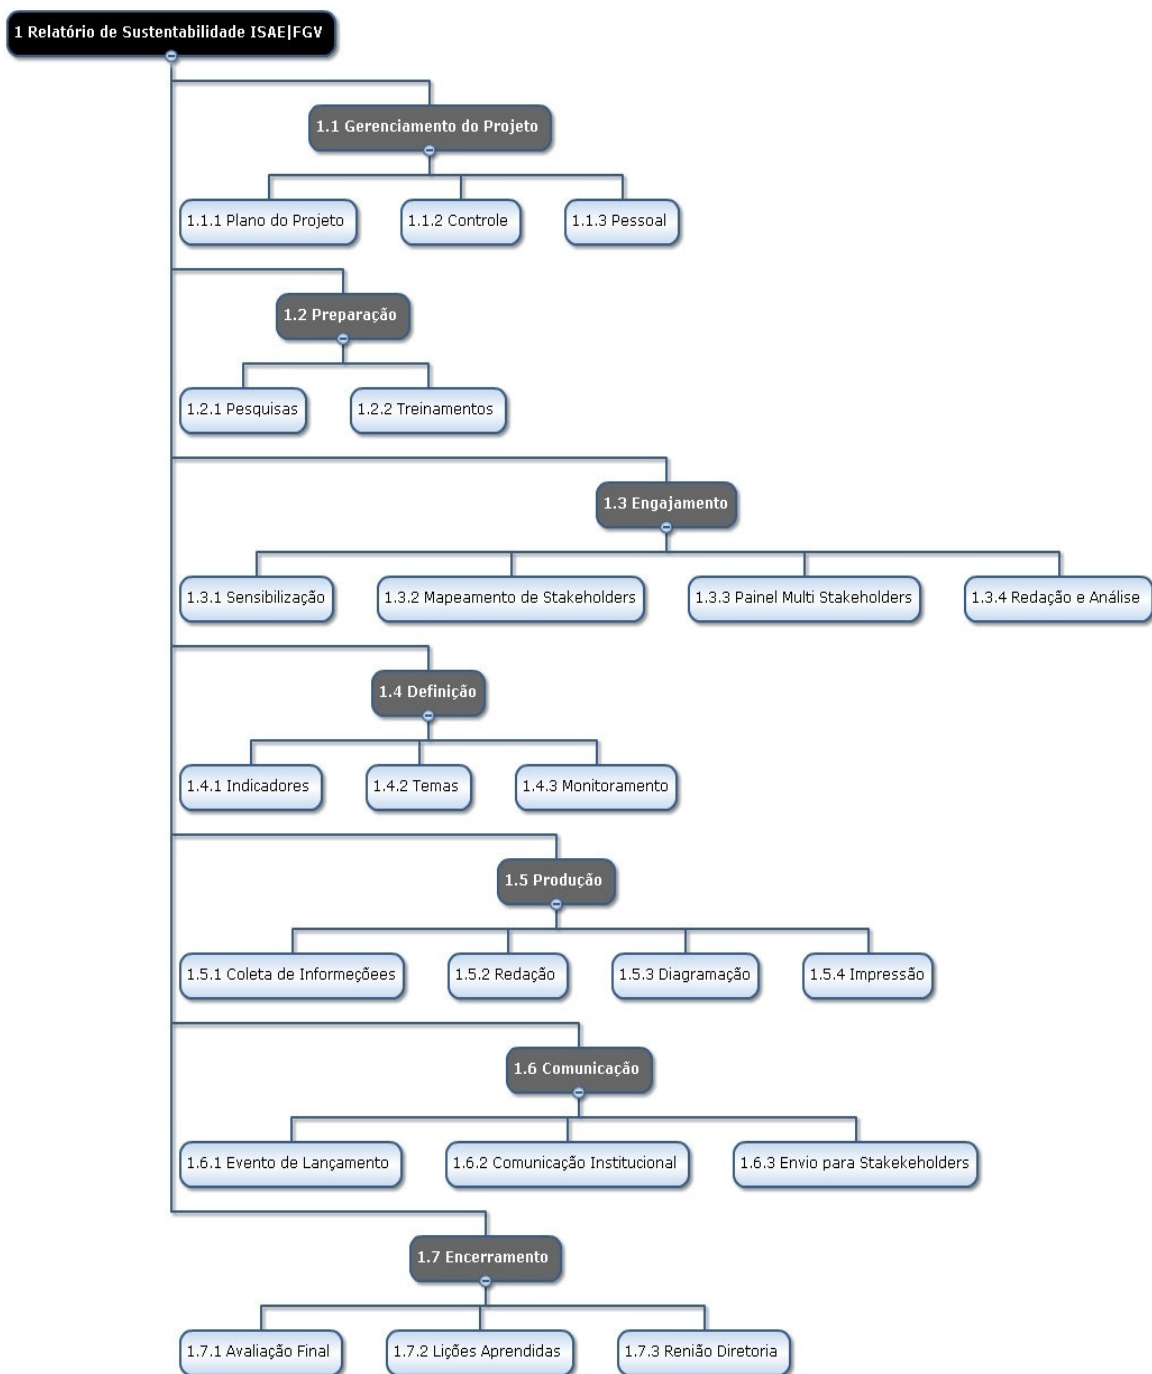 1 Relatório de Sustentabilidade ISAE|FGV
1.1 Gerenciamento do Projeto
1.1.1 Plano do Projeto
1.1.2 Controle
1.1.3 Pessoal
1.2 Preparação
1.2.1 Pesquisas
1.2.2 Treinamentos
1.3 Engajamento
1.3.1 Sensibilização
1.3.2 Mapeamento de Stakeholders
1.3.3 Painel Multi Stakeholders
1.3.4 Redação e Análise
1.4 Definição
1.4.1 Indicadores
1.4.2 Temas
1.4.3 Monitoramento
1.5 Produção
1.5.1 Coleta de Informeçõees
1.5.2 Redação
1.5.3 Diagramação
1.5.4 Impressão
1.6 Comunicação
1.6.1 Evento de Lançamento
1.6.2 Comunicação Institucional
1.6.3 Envio para Stakekeholders
1.7 Encerramento
1.7.1 Avaliação Final
1.7.2 Lições Aprendidas
1.7.3 Renião Diretoria